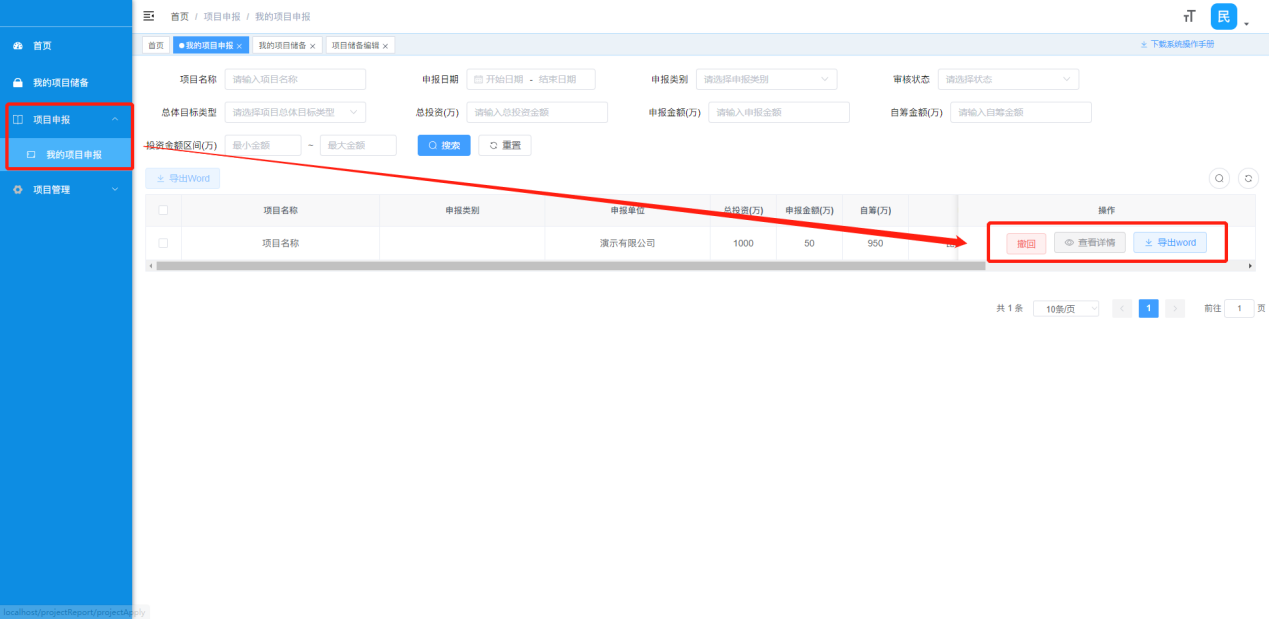 首页 / 项目申报 / 我的项目申报
民
首页
我的项目储备
项目申报
我的项目申报
项目管理
首页 我的项目申报 × 我的项目储备 × 项目储备编辑 ×
下载系统操作手册
项目名称 请输入项目名称 申报日期 开始日期 - 结束日期 申报类别 请选择申报类别 审核状态 请选择状态
总体目标类型 请选择项目总体目标类型 总投资(万) 请输入总投资金额 申报金额(万) 请输入申报金额 自筹金额(万) 请输入自筹金额
投资金额区间(万) 最小金额 ~ 最大金额 搜索 重置
导出Word
项目名称 申报类别 申报单位 总投资(万) 申报金额(万) 自筹(万) 操作
项目名称 演示有限公司 1000 50 950 撤回 查看详情 导出word
共 1 条 10条/页 1 前往 1 页
localhost/projectReport/projectApply